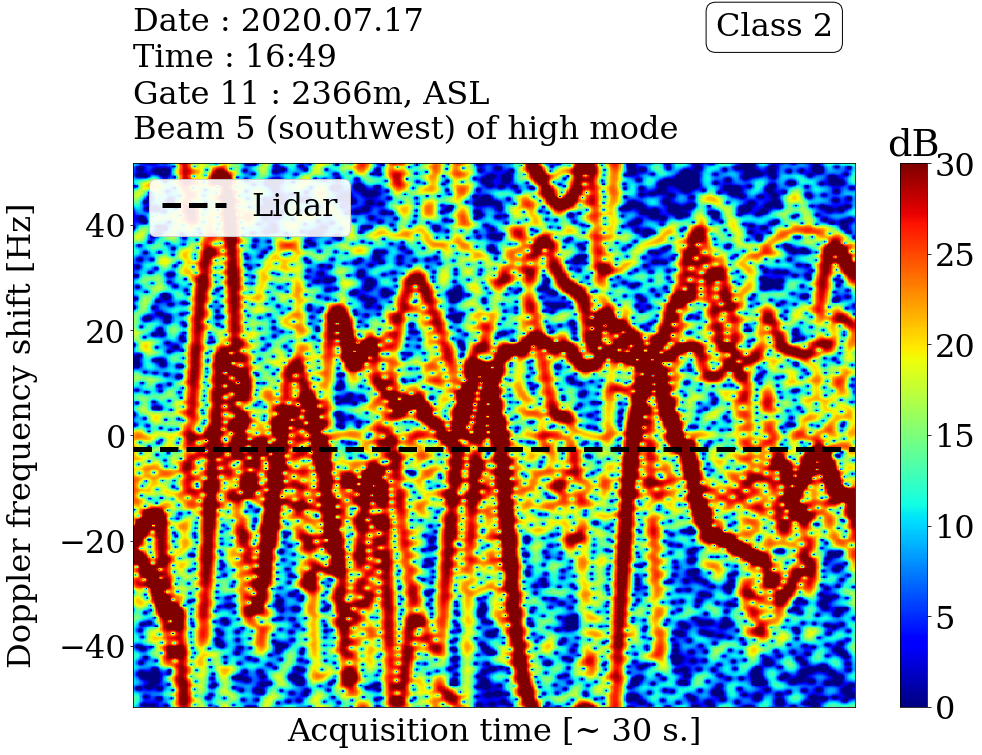 Date : 2020.07.17
Time : 16:49
Gate 11 : 2366m, ASL
Beam 5 (southwest) of high mode
Class 2
dB
Lidar
Doppler frequency shift [Hz]
40
20
0
−20
−40
Acquisition time [~ 30 s.]
30
25
20
15
10
5
0